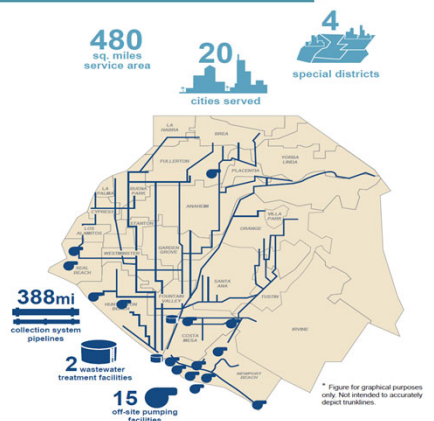 480
sq. miles
service area
20
cities served
4
special districts
LA
HABRA
BREA
FULLERTON
YORBA
LINDA
PLACENTIA
LA
PALMA
BUENA
PARK
ANAHEIM
CYPRESS
STANTON
VILLA
PARK
LOS
ALAMITOS
ORANGE
GARDEN
GROVE
WESTMINSTER
SEAL
BEACH
SANTA
ANA
TUSTIN
388mi
collection system
pipelines
FOUNTAIN
VALLEY
IRVINE
COSTA
MESA
2 wastewater
treatment facilities
NEWPORT
BEACH
15
off-site pumping
facilities
* Figure for graphical purposes
only. Not intended to accurately
depict trunklines.